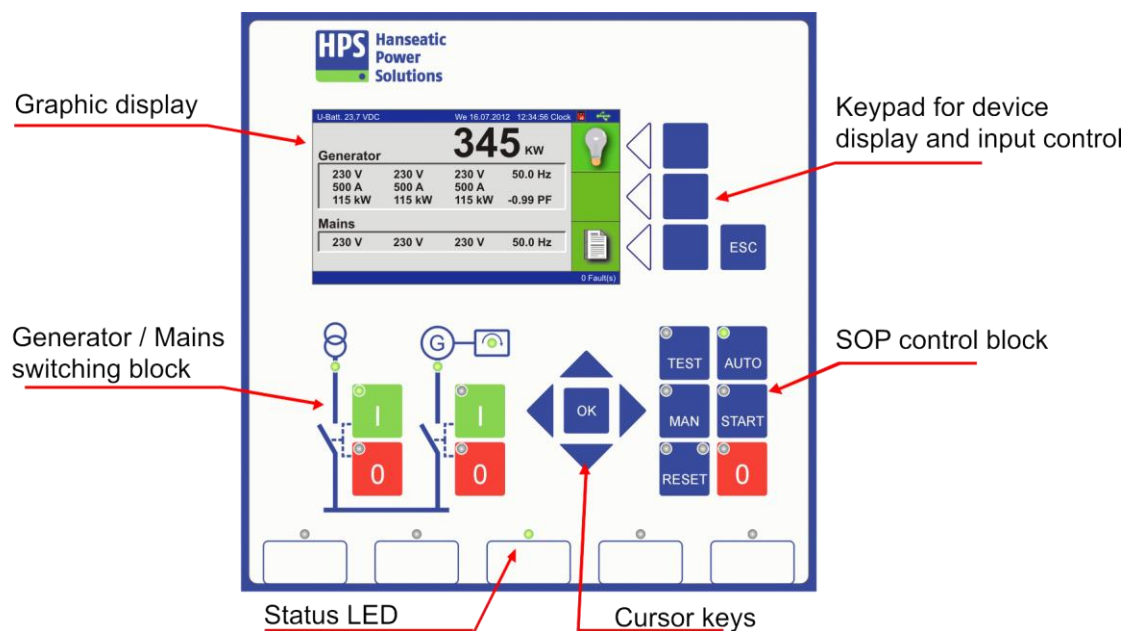 HPS Hanseatic
Power
Solutions
Graphic display
Keypad for device
display and input control
U-Batt. 23,7 VDC We 16.07.2012 12:34:56 Clock
345 KW
Generator
230 V 230 V 230 V 50.0 Hz
500 A 500 A 500 A
115 kW 115 kW 115 kW -0.99 PF
Mains
230 V 230 V 230 V 50.0 Hz
0 Fault(s)
ESC
Generator / Mains
switching block
G
I
0
I
0
OK
TEST AUTO
MAN START
RESET 0
SOP control block
Status LED
Cursor keys